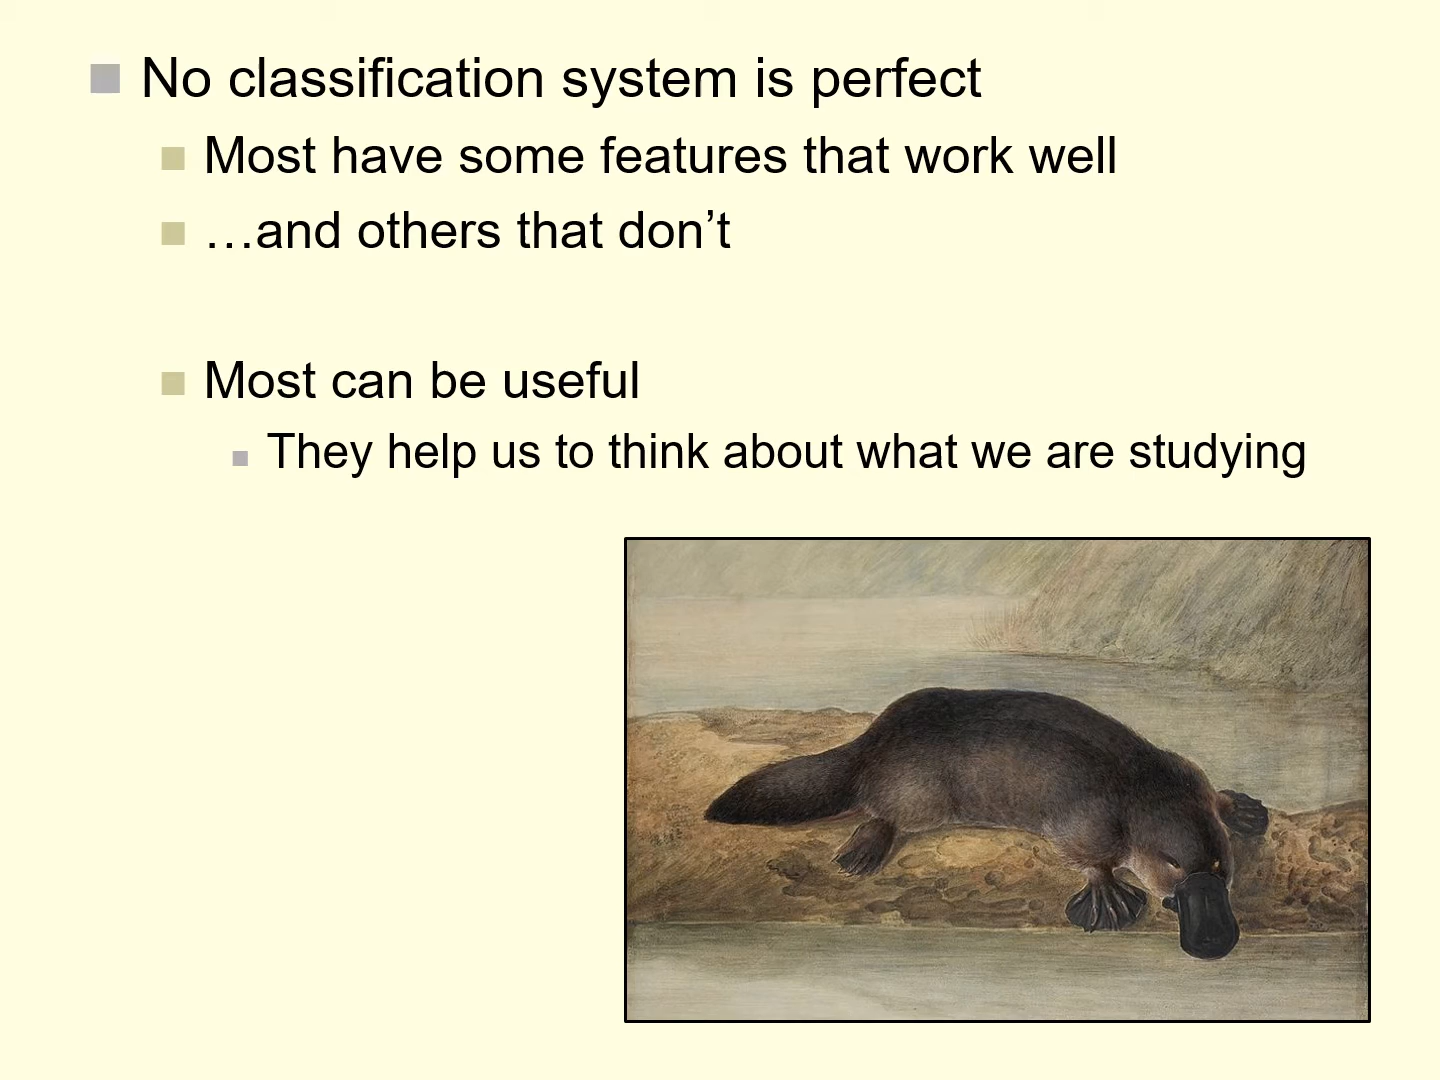 No classification system is perfect
Most have some features that work well
…and others that don’t
Most can be useful
They help us to think about what we are studying